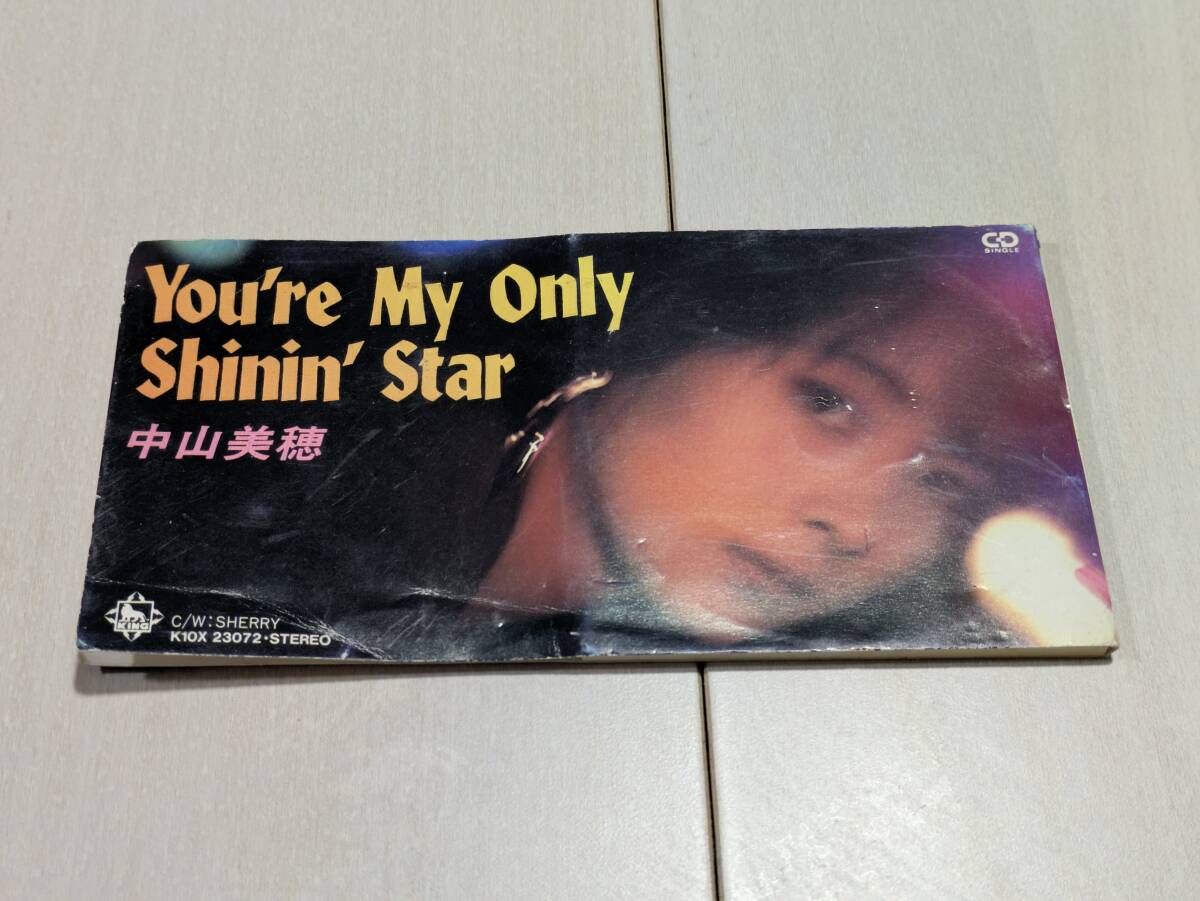 You're My Only
Shinin' Star
中山美穂
CD
SINGLE
KING
C/W:SHERRY
K10X 23072・STEREO